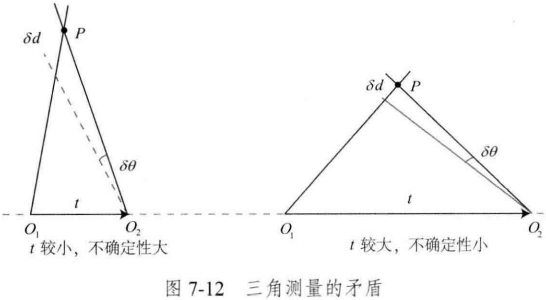 δd
P
δθ
t
O₁
O₂
t 较小，不确定性大
δd
P
δθ
t
O₁
O₂
t 较大，不确定性小
图 7-12 三角测量的矛盾